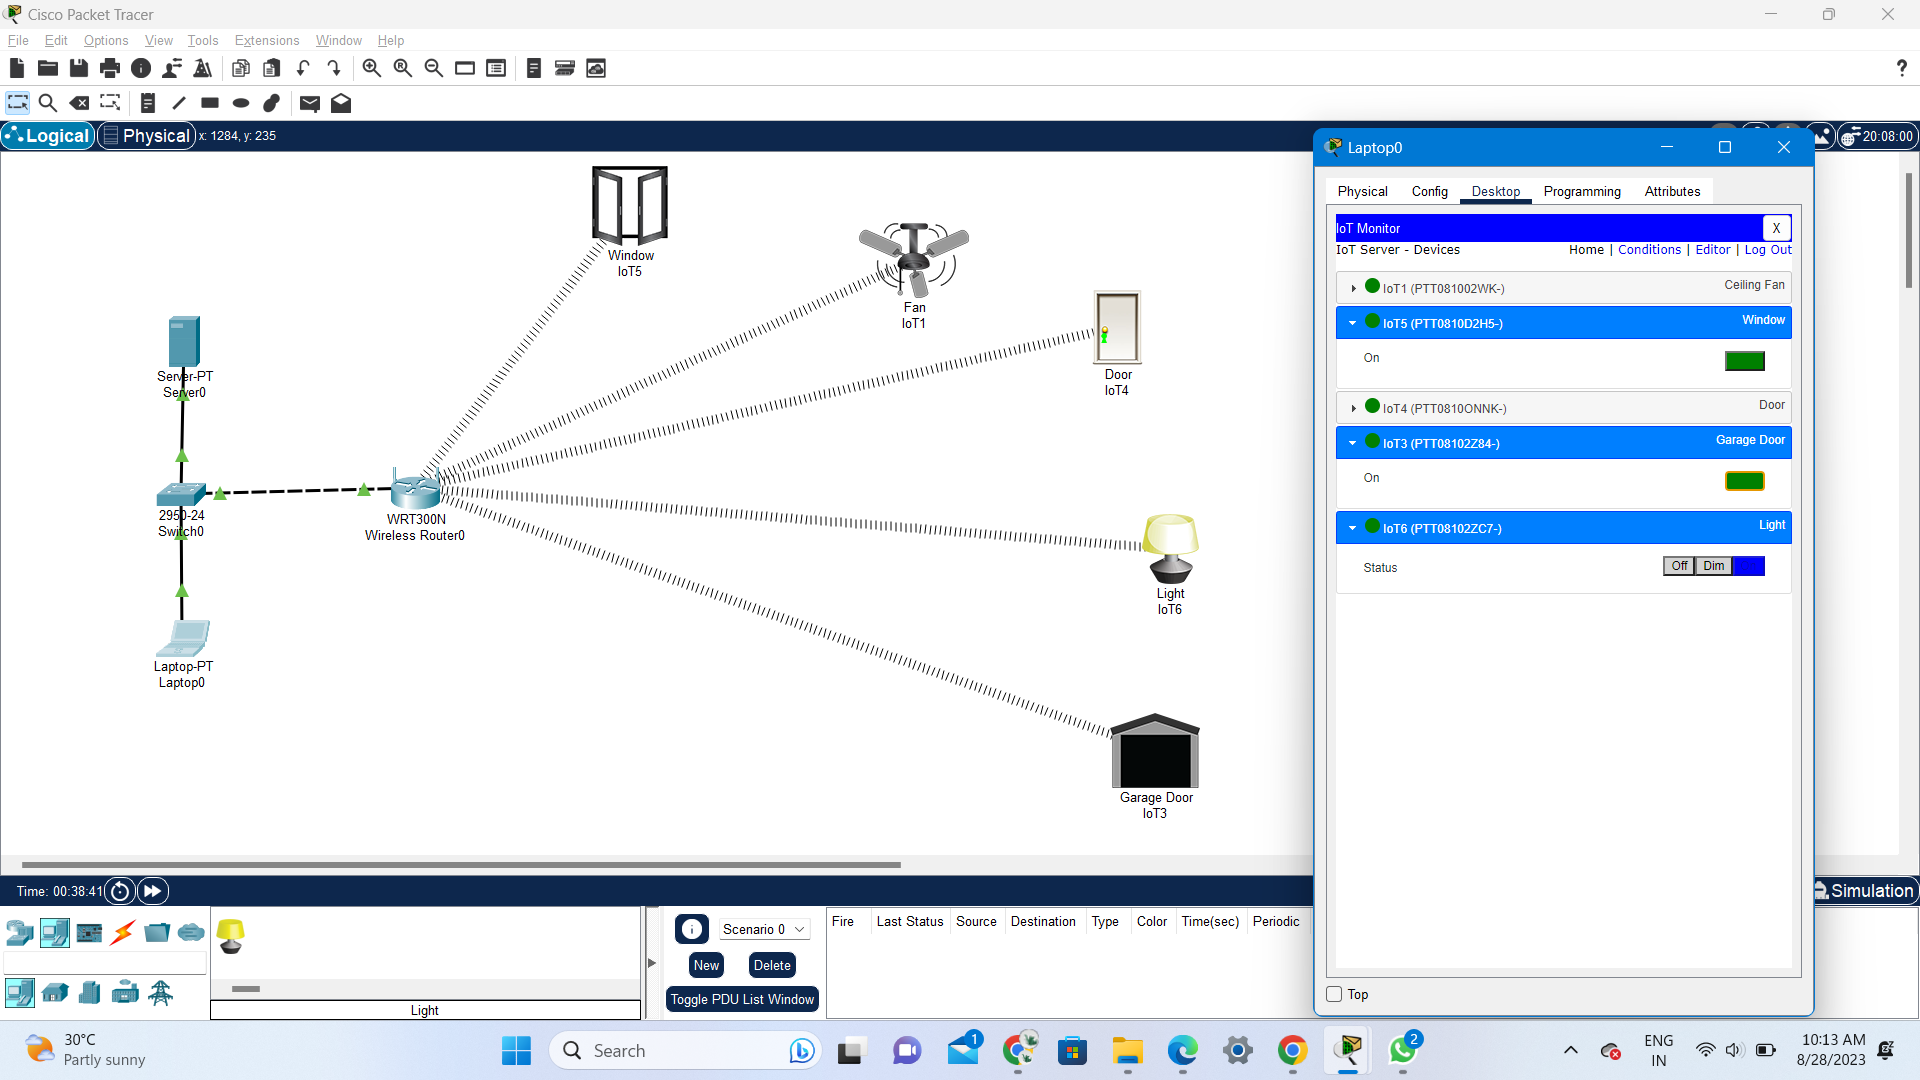 Cisco Packet Tracer
File Edit Options View Tools Extensions Window Help
?
Logical Physical x: 1284, y: 235
20:08:00
Window
IoT5
Fan
IoT1
Door
IoT4
Server-PT
Server0
2950-24
Switch0
WRT300N
Wireless Router0
Light
IoT6
Laptop-PT
Laptop0
Garage Door
IoT3
Laptop0
Physical Config Desktop Programming Attributes
IoT Monitor X
IoT Server - Devices Home | Conditions | Editor | Log Out
IoT1 (PTT081002WK-) Ceiling Fan
IoT5 (PTT0810D2H5-) Window
On
IoT4 (PTT0810ONNK-) Door
IoT3 (PTT08102Z84-) Garage Door
On
IoT6 (PTT08102ZC7-) Light
Status Off Dim
Top
Time: 00:38:41
Simulation
Light
Scenario 0
New Delete
Toggle PDU List Window
Fire Last Status Source Destination Type Color Time(sec) Periodic
30°C
Partly sunny
Search
1
2
ENG
IN
10:13 AM
8/28/2023